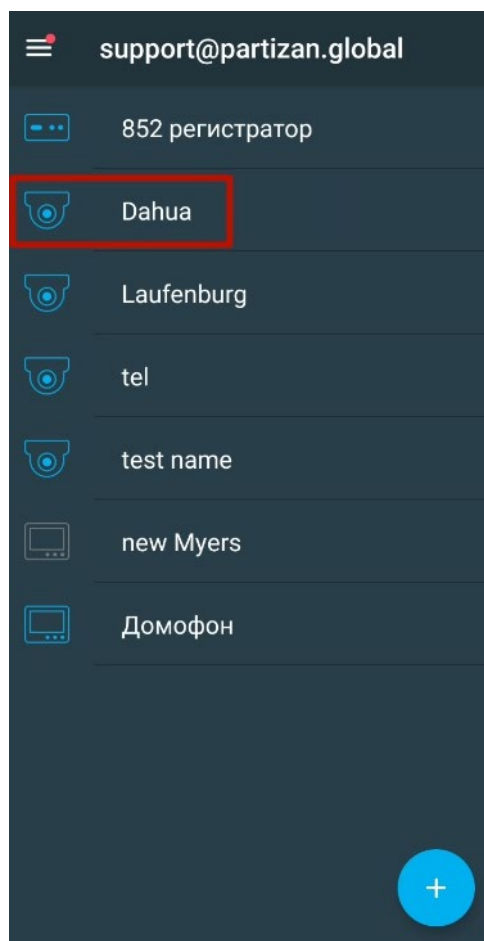 support@partizan.global
852 регистратор
Dahua
Laufenburg
tel
test name
new Myers
Домофон